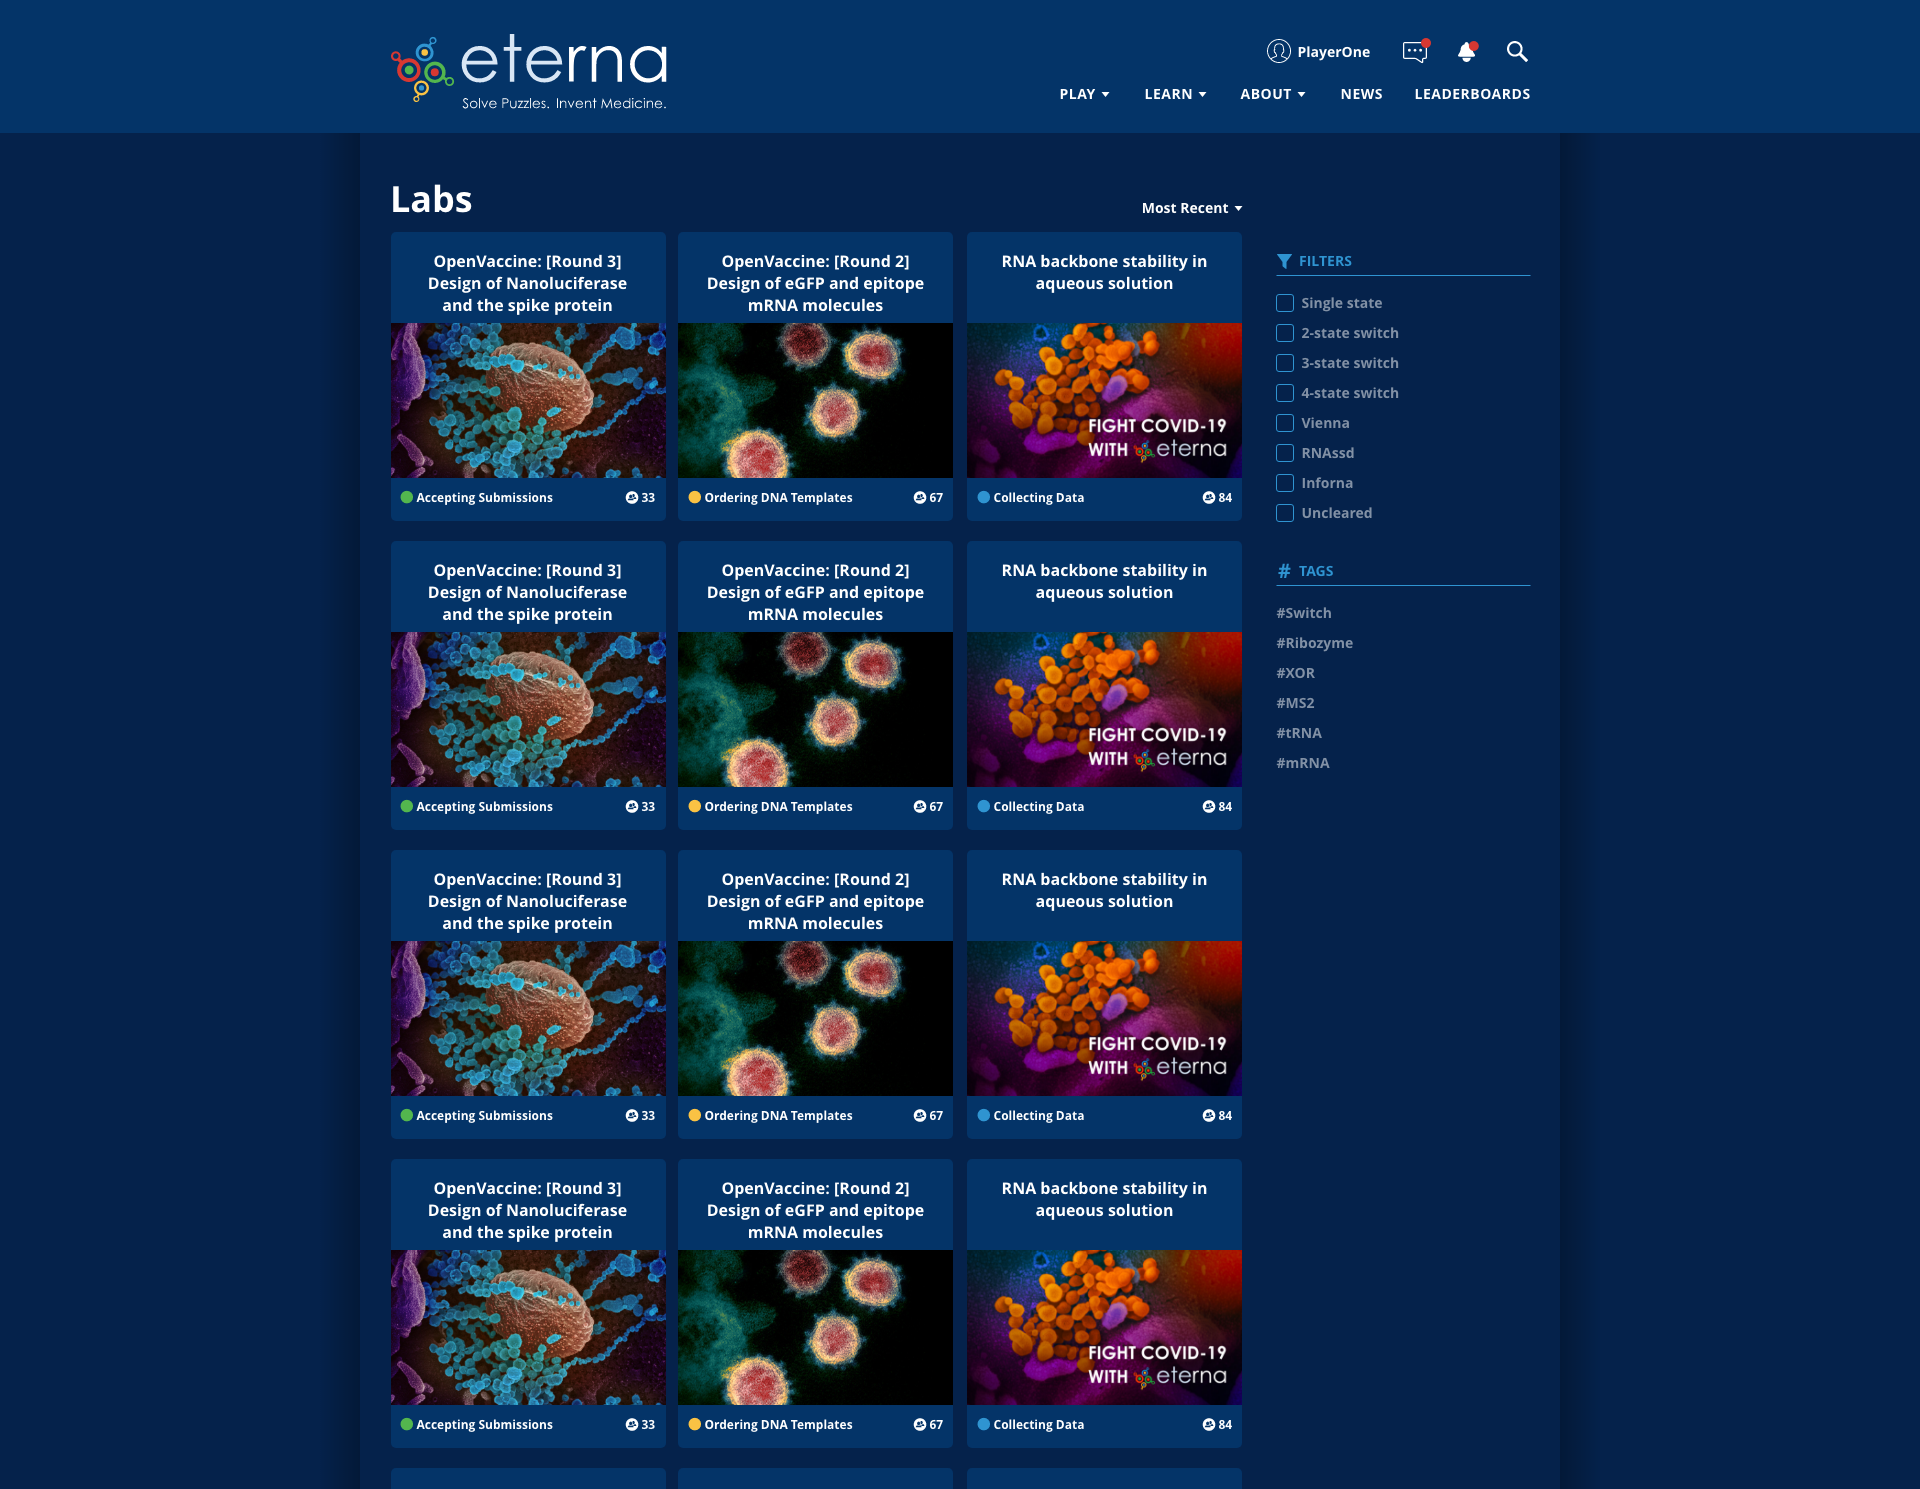 eterna
Solve Puzzles. Invent Medicine.
PlayerOne
PLAY
LEARN
ABOUT
NEWS
LEADERBOARDS
Labs
Most Recent
OpenVaccine: [Round 3]
Design of Nanoluciferase
and the spike protein
Accepting Submissions
33
OpenVaccine: [Round 2]
Design of eGFP and epitope
mRNA molecules
Ordering DNA Templates
67
RNA backbone stability in
aqueous solution
FIGHT COVID-19
WITH eterna
Collecting Data
84
OpenVaccine: [Round 3]
Design of Nanoluciferase
and the spike protein
Accepting Submissions
33
OpenVaccine: [Round 2]
Design of eGFP and epitope
mRNA molecules
Ordering DNA Templates
67
RNA backbone stability in
aqueous solution
FIGHT COVID-19
WITH eterna
Collecting Data
84
OpenVaccine: [Round 3]
Design of Nanoluciferase
and the spike protein
Accepting Submissions
33
OpenVaccine: [Round 2]
Design of eGFP and epitope
mRNA molecules
Ordering DNA Templates
67
RNA backbone stability in
aqueous solution
FIGHT COVID-19
WITH eterna
Collecting Data
84
OpenVaccine: [Round 3]
Design of Nanoluciferase
and the spike protein
Accepting Submissions
33
OpenVaccine: [Round 2]
Design of eGFP and epitope
mRNA molecules
Ordering DNA Templates
67
RNA backbone stability in
aqueous solution
FIGHT COVID-19
WITH eterna
Collecting Data
84
FILTERS
Single state
2-state switch
3-state switch
4-state switch
Vienna
RNAssd
Inforna
Uncleared
# TAGS
#Switch
#Ribozyme
#XOR
#MS2
#tRNA
#mRNA